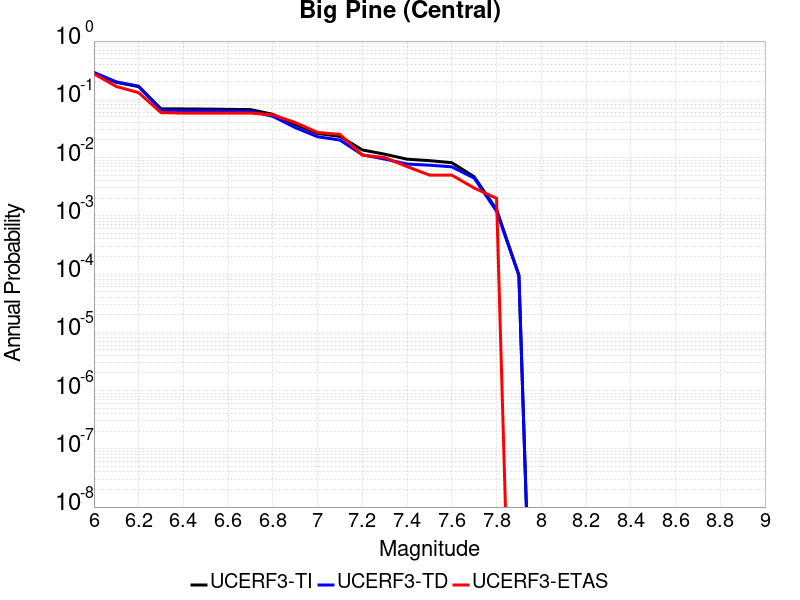 Big Pine (Central)
Annual Probability
10^0
10^-1
10^-2
10^-3
10^-4
10^-5
10^-6
10^-7
10^-8
6 6.2 6.4 6.6 6.8 7 7.2 7.4 7.6 7.8 8 8.2 8.4 8.6 8.8 9
Magnitude
UCERF3-TI UCERF3-TD UCERF3-ETAS